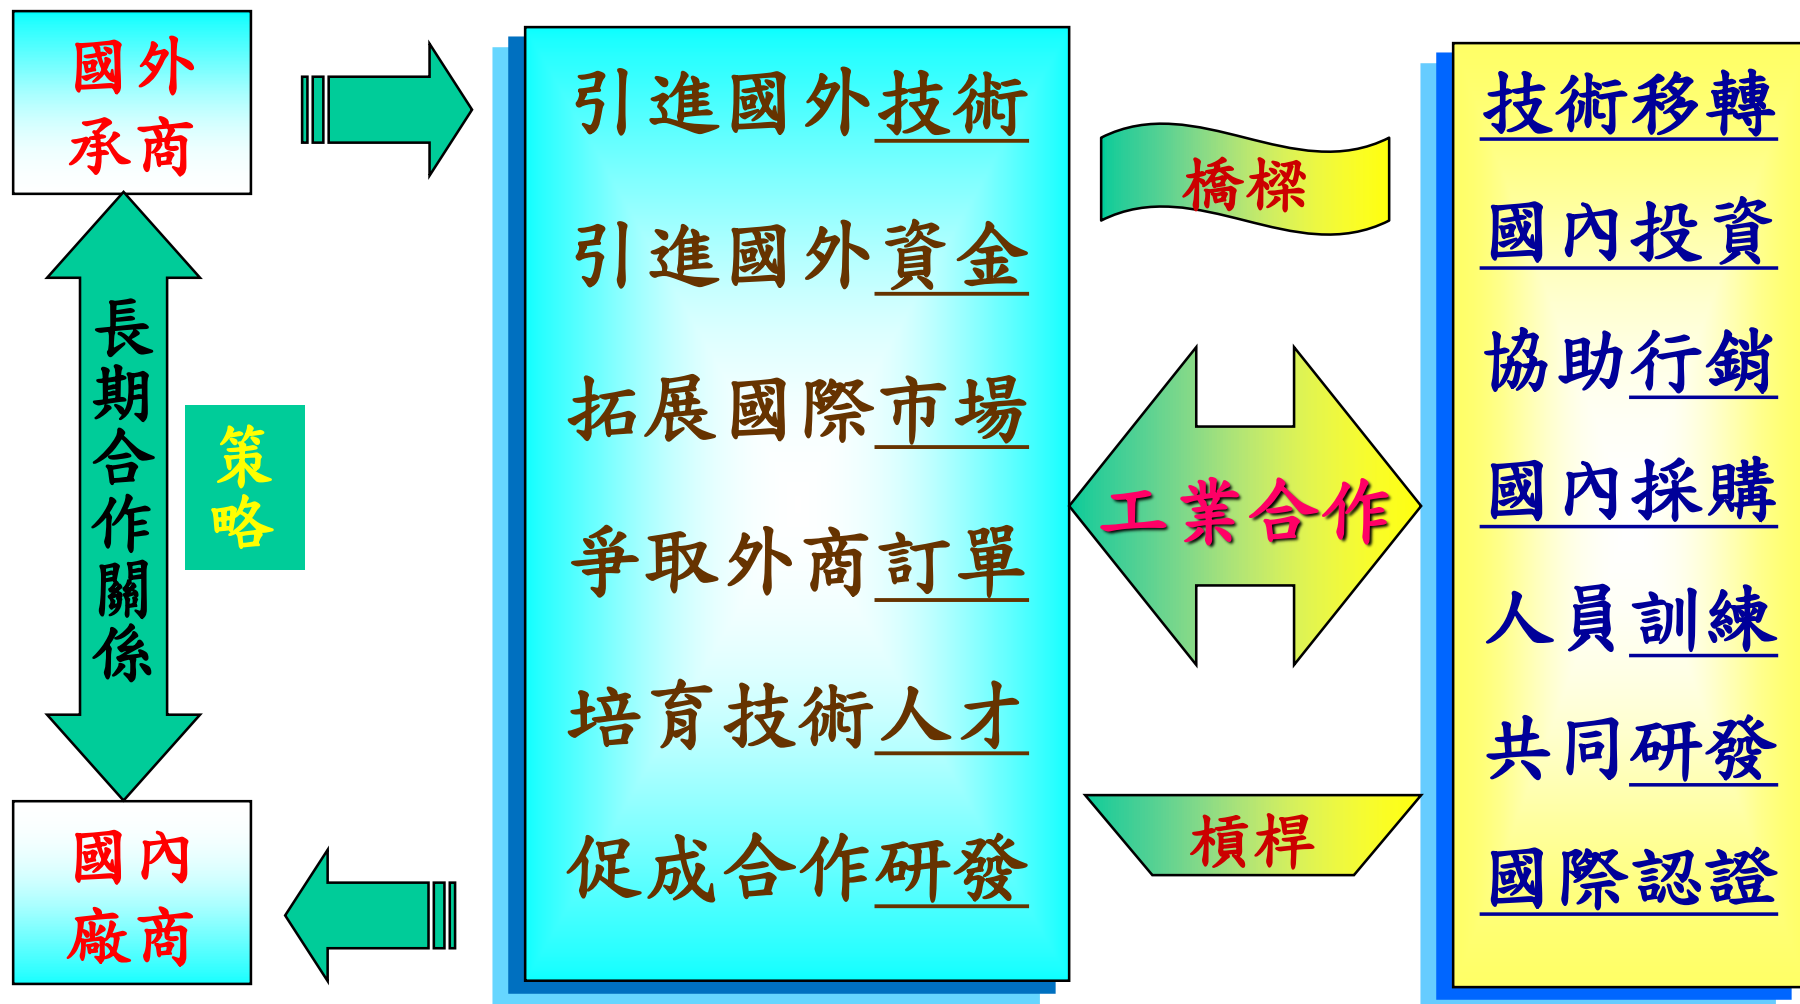 國外
承商
長期合作關係
策略
國內
廠商
引進國外技術
引進國外資金
拓展國際市場
爭取外商訂單
培育技術人才
促成合作研發
橋樑
工業合作
槓桿
技術移轉
國內投資
協助行銷
國內採購
人員訓練
共同研發
國際認證